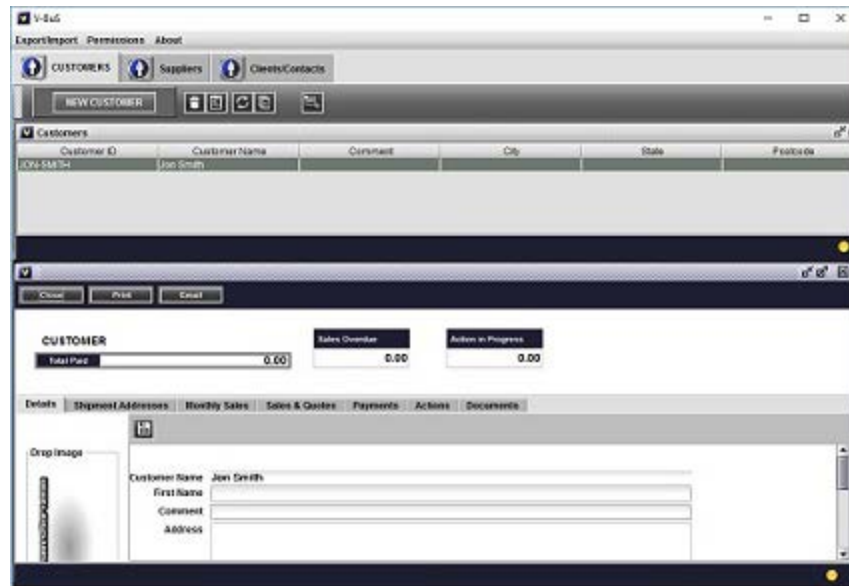 V-BuS
Export/Import Permissions About
CUSTOMERS Suppliers Clients/Contacts
NEW CUSTOMER
Customers
Customer ID Customer Name Comment City State Postcode
JON-SMITH Jon Smith
Close Print Email
CUSTOMER
Sales Overdue Action in Progress
Total Paid 0.00 0.00 0.00
Details Shipment Addresses Monthly Sales Sales & Quotes Payments Actions Documents
Drop Image
Customer Name Jon Smith
First Name
Comment
Address